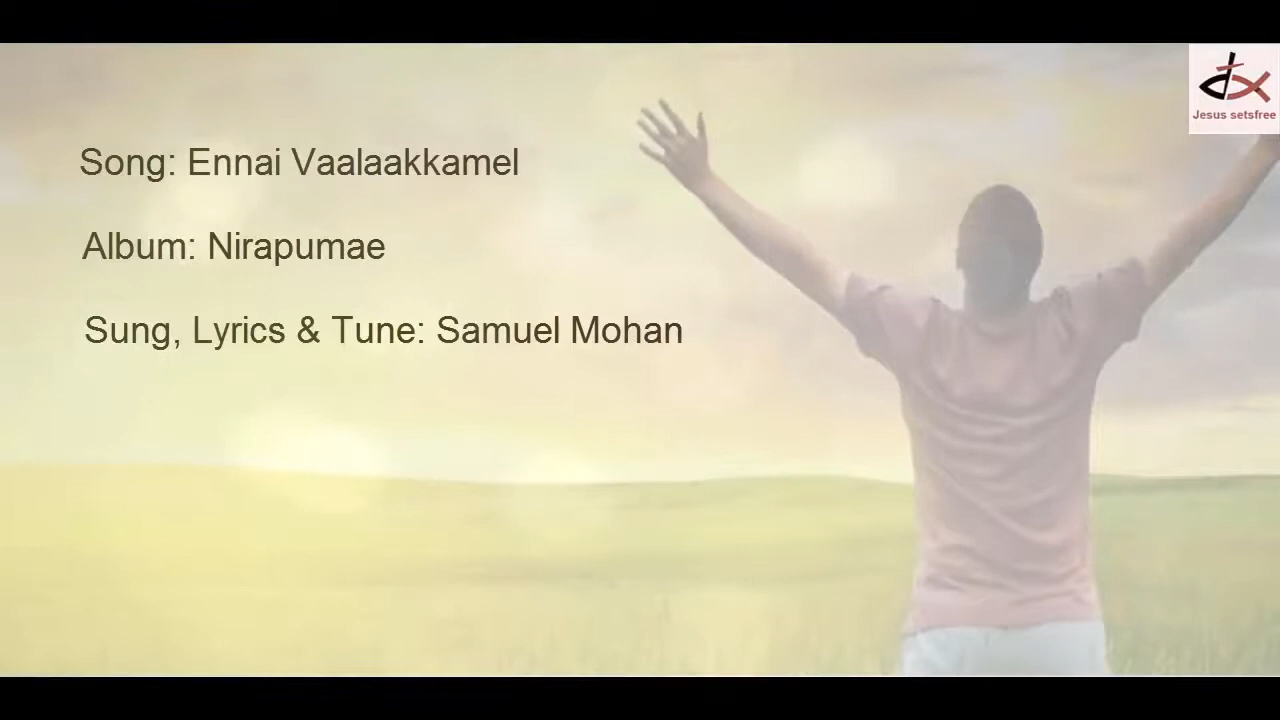 Jesus setsfree
Song: Ennai Vaalaakkamel
Album: Nirapumae
Sung, Lyrics & Tune: Samuel Mohan